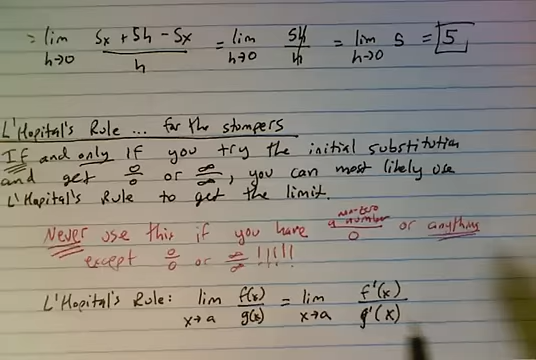 = lim h→0 5x + 5h - 5x / h = lim h→0 5h / h = lim h→0 5 = 5
L'Hopital's Rule ... for the stompers
IF and only if you try the initial substitution
and get 0/0 or ∞/∞, you can most likely use
L'Hopital's Rule to get the limit.
Never use this if you have a non-zero number / 0 or anything
except 0/0 or ∞/∞ !!!!!
L'Hopital's Rule: lim x→a f(x)/g(x) = lim x→a f'(x)/g'(x)